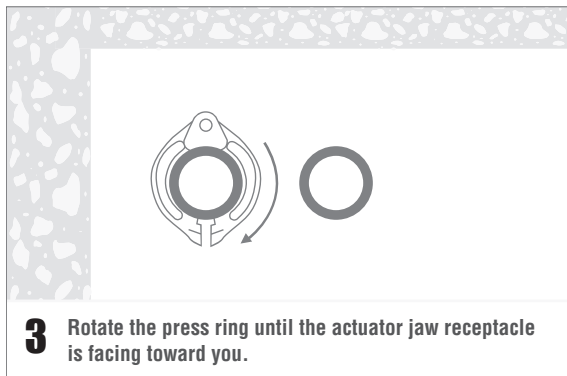 3 Rotate the press ring until the actuator jaw receptacle
is facing toward you.